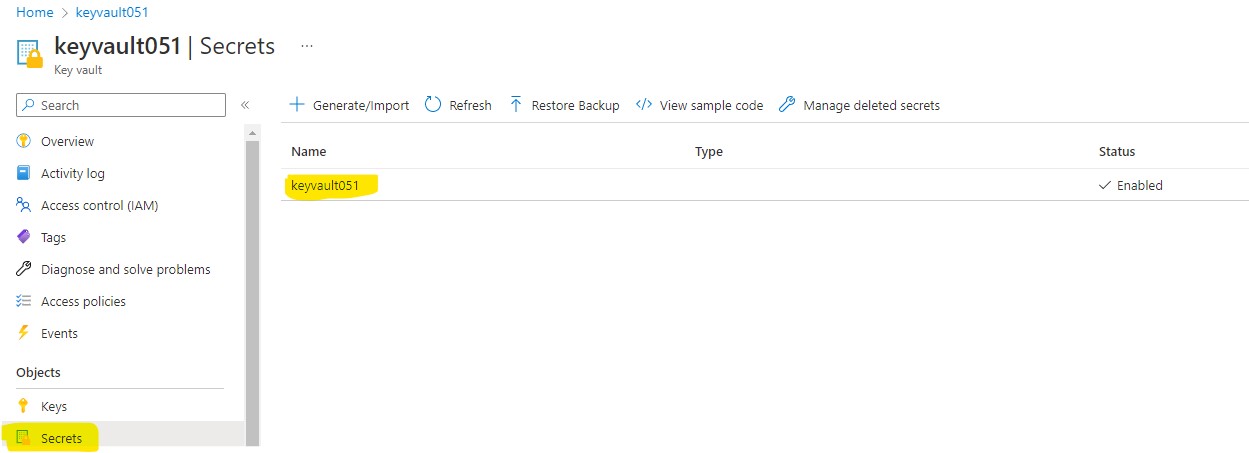 Home > keyvault051
keyvault051 | Secrets ...
Key vault
Search
«
Generate/Import Refresh Restore Backup View sample code Manage deleted secrets
Overview
Activity log
Access control (IAM)
Tags
Diagnose and solve problems
Access policies
Events
Objects
Keys
Secrets
Name Type Status
keyvault051 Enabled